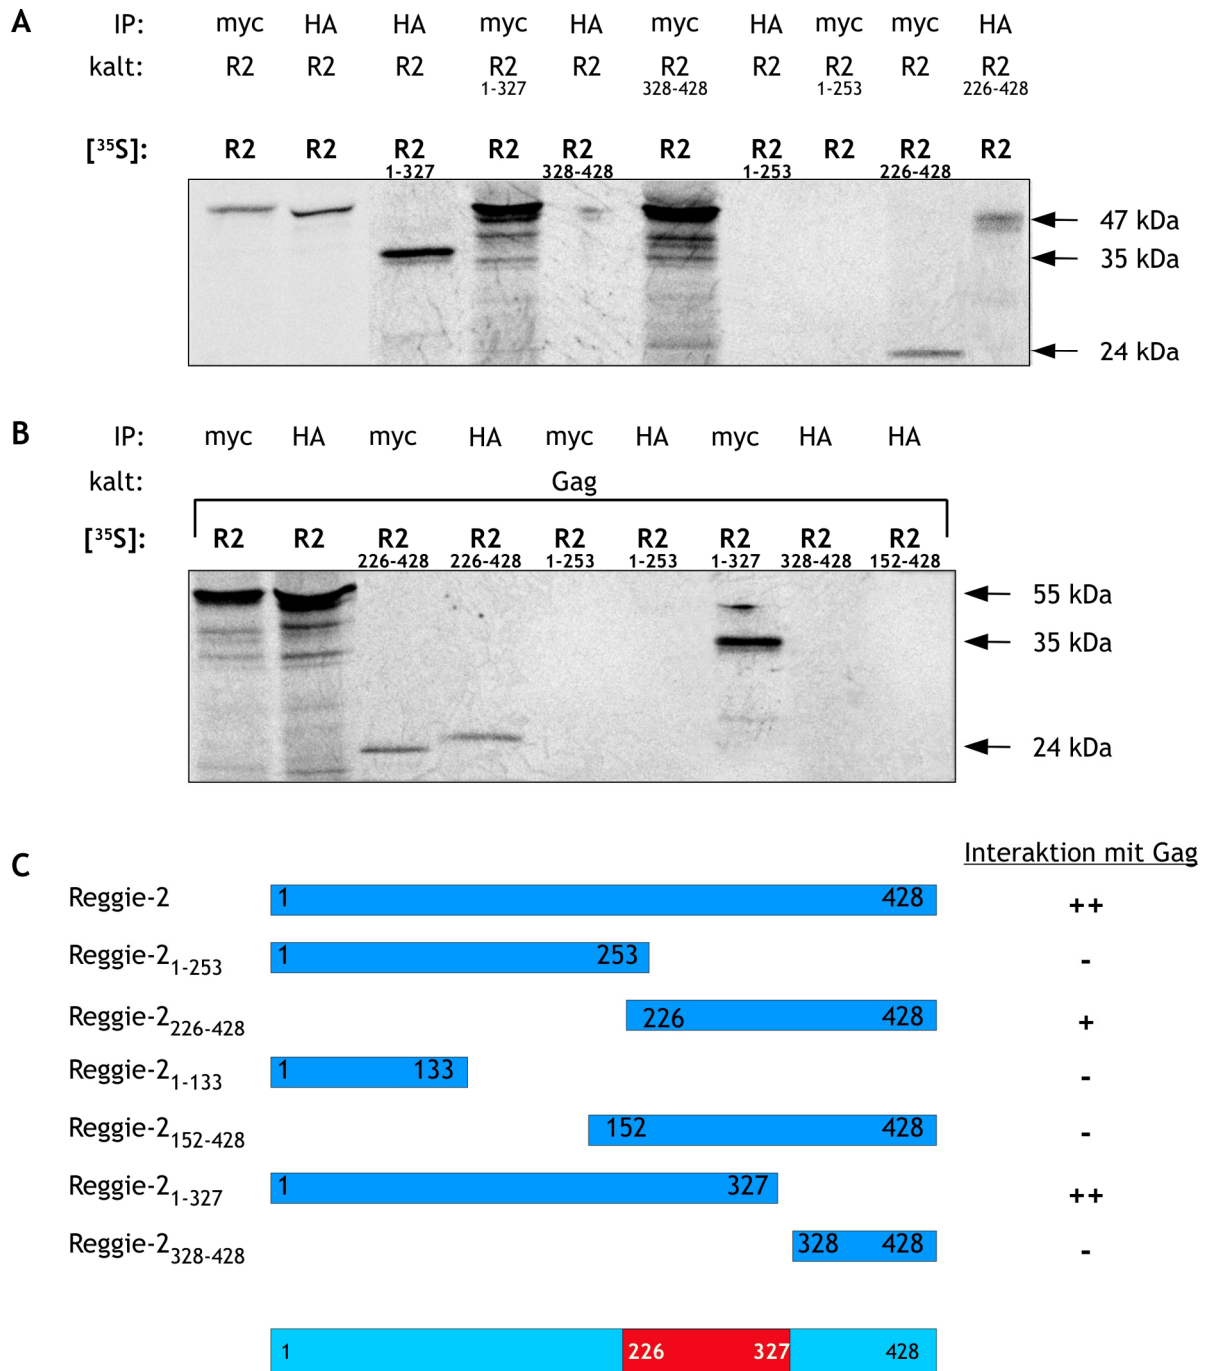 A
IP: myc HA HA myc HA myc HA myc myc HA
kalt: R2 R2 R2 R2 R2 R2 R2 R2 R2 R2
1-327 328-428 1-253 226-428
[³⁵S]: R2 R2 R2 R2 R2 R2 R2 R2 R2 R2
1-327 328-428 1-253 226-428
47 kDa
35 kDa
24 kDa
B
IP: myc HA myc HA myc HA myc HA HA
kalt: Gag
[³⁵S]: R2 R2 R2 R2 R2 R2 R2 R2 R2
226-428 226-428 1-253 1-253 1-327 328-428 152-428
55 kDa
35 kDa
24 kDa
C
Interaktion mit Gag
Reggie-2 1 428 ++
Reggie-2₁₋₂₅₃ 1 253 -
Reggie-2₂₂₆₋₄₂₈ 226 428 +
Reggie-2₁₋₁₃₃ 1 133 -
Reggie-2₁₅₂₋₄₂₈ 152 428 -
Reggie-2₁₋₃₂₇ 1 327 ++
Reggie-2₃₂₈₋₄₂₈ 328 428 -
1 226 327 428